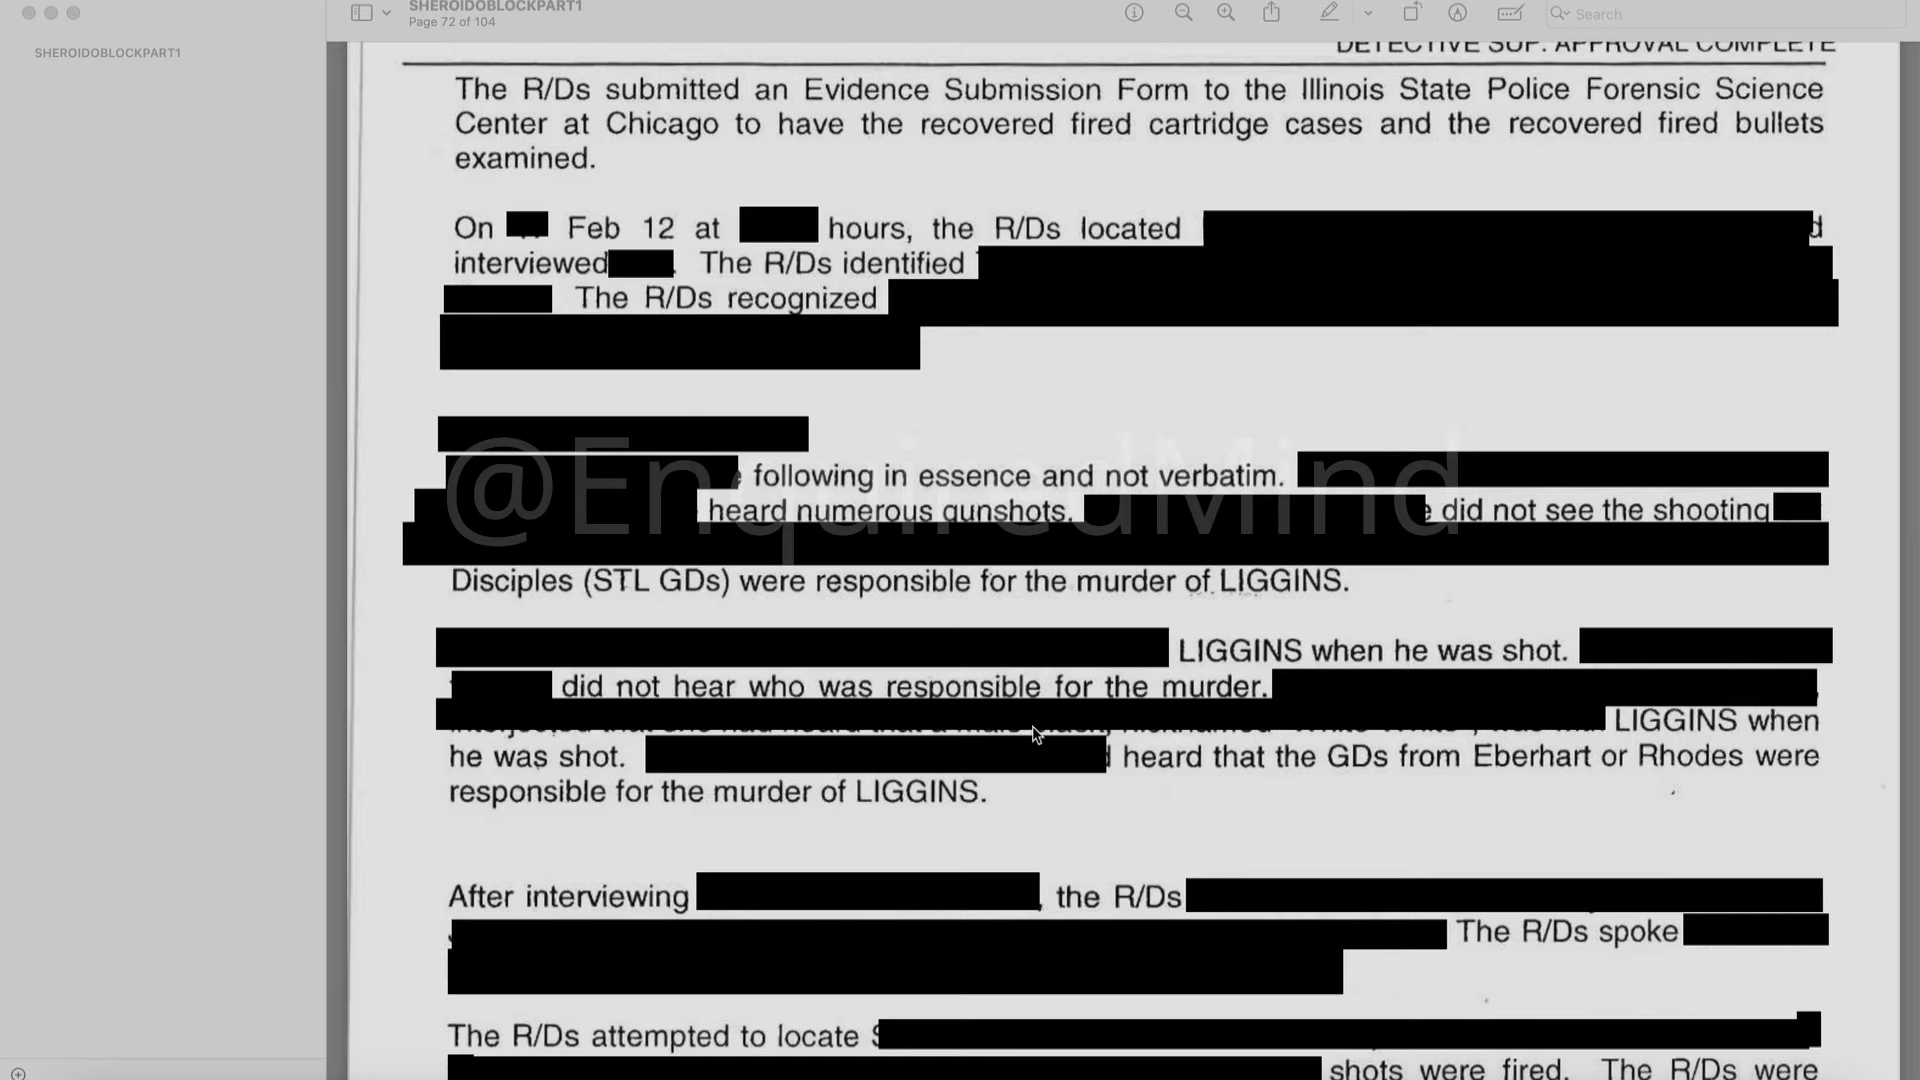 SHEROIDOBLOCKPART1
Page 72 of 104
Search
SHEROIDOBLOCKPART1
DETECTIVE SUP. APPROVAL COMPLETE
The R/Ds submitted an Evidence Submission Form to the Illinois State Police Forensic Science
Center at Chicago to have the recovered fired cartridge cases and the recovered fired bullets
examined.
On Feb 12 at hours, the R/Ds located
interviewed . The R/Ds identified
The R/Ds recognized
@EnquiredMind
following in essence and not verbatim.
heard numerous gunshots. did not see the shooting
Disciples (STL GDs) were responsible for the murder of LIGGINS.
LIGGINS when he was shot.
did not hear who was responsible for the murder.
LIGGINS when
he was shot. heard that the GDs from Eberhart or Rhodes were
responsible for the murder of LIGGINS.
After interviewing , the R/Ds
The R/Ds spoke
The R/Ds attempted to locate
shots were fired. The R/Ds were